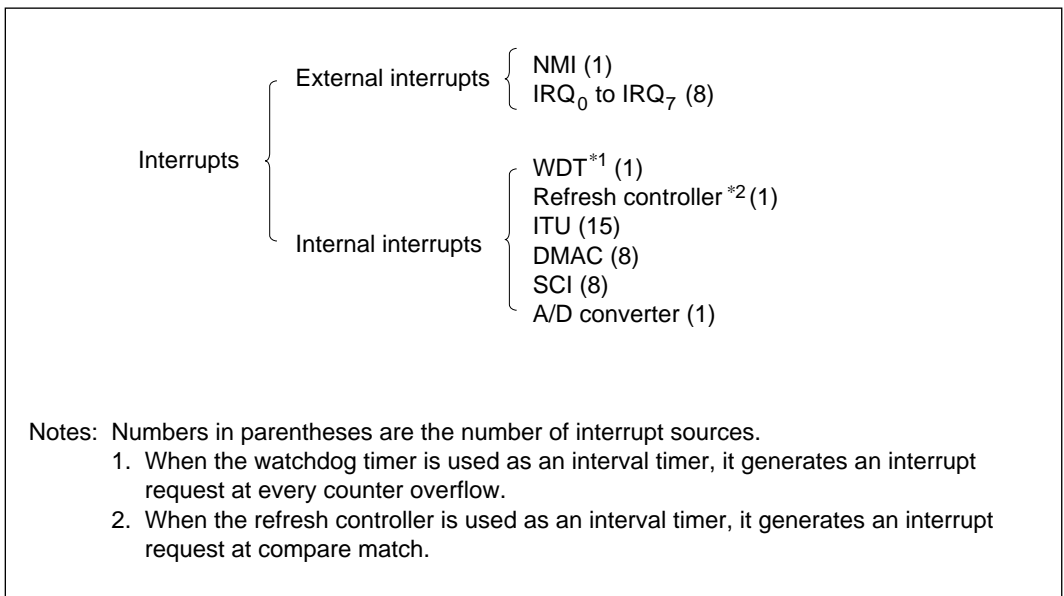 External interrupts
NMI (1)
IRQ0 to IRQ7 (8)
Interrupts
Internal interrupts
WDT*1 (1)
Refresh controller *2 (1)
ITU (15)
DMAC (8)
SCI (8)
A/D converter (1)
Notes: Numbers in parentheses are the number of interrupt sources.
1. When the watchdog timer is used as an interval timer, it generates an interrupt
request at every counter overflow.
2. When the refresh controller is used as an interval timer, it generates an interrupt
request at compare match.